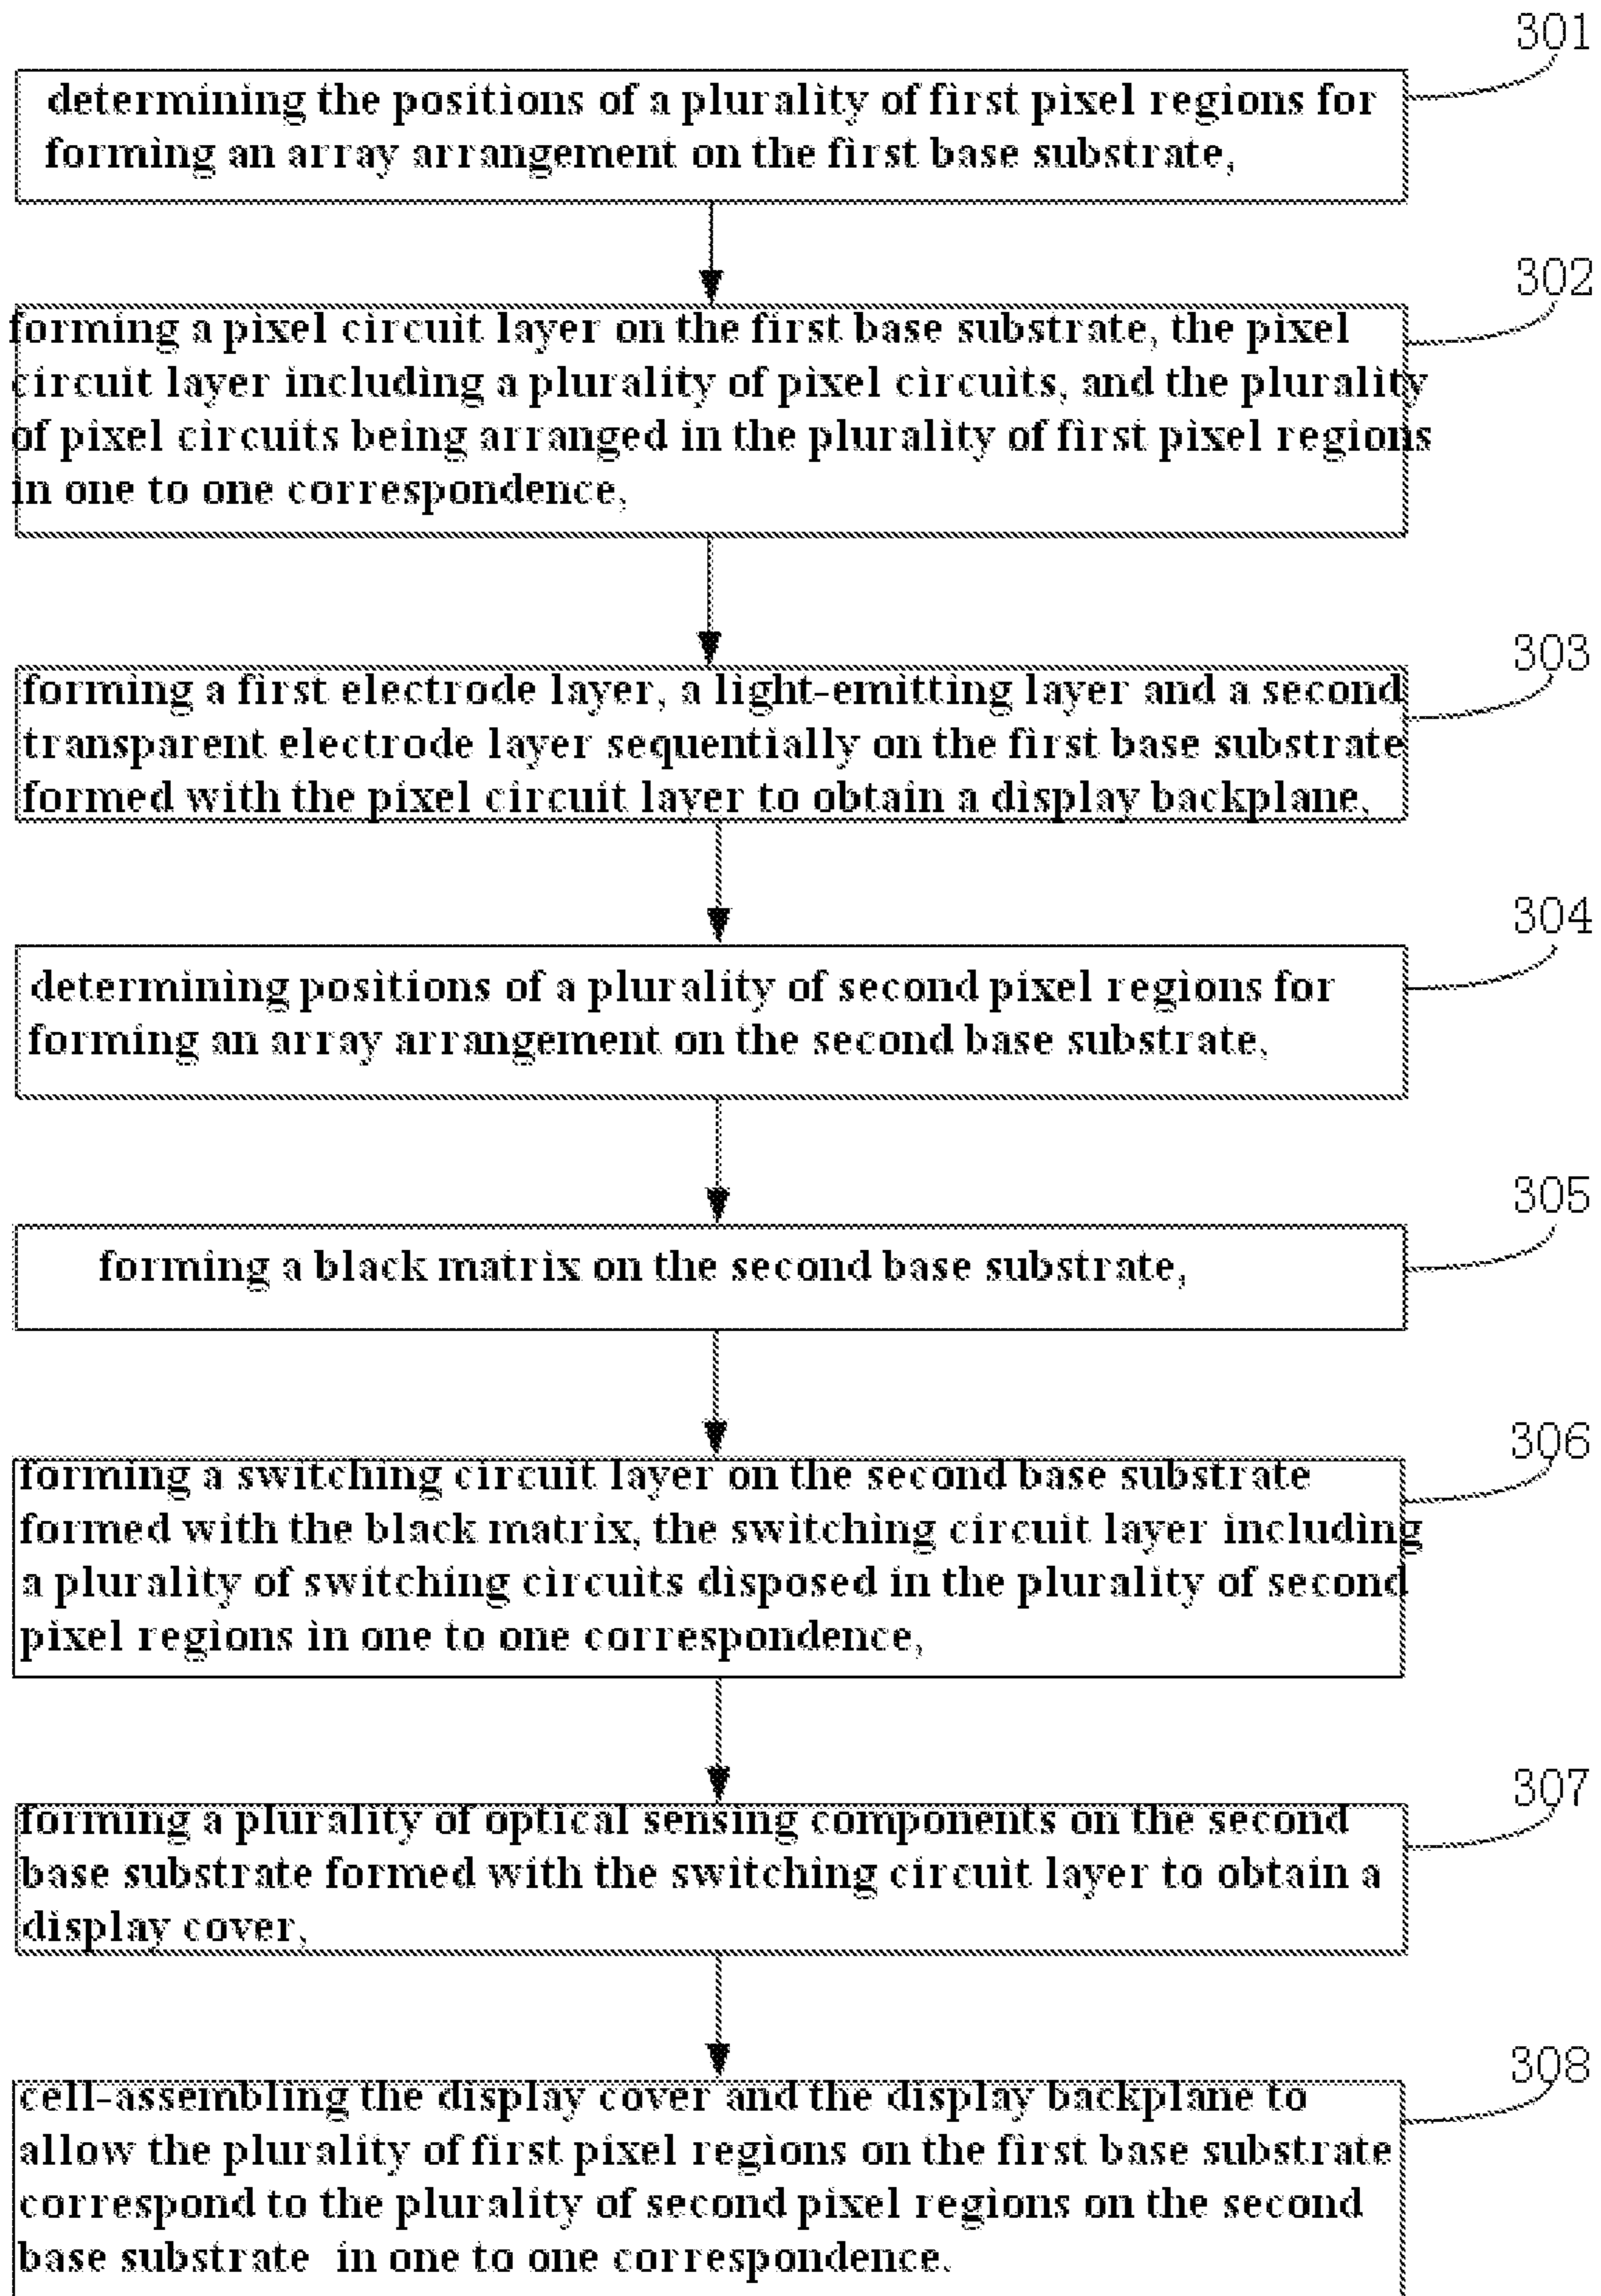 301
determining the positions of a plurality of first pixel regions for
forming an array arrangement on the first base substrate,
302
forming a pixel circuit layer on the first base substrate, the pixel
circuit layer including a plurality of pixel circuits, and the plurality
of pixel circuits being arranged in the plurality of first pixel regions
in one to one correspondence,
303
forming a first electrode layer, a light-emitting layer and a second
transparent electrode layer sequentially on the first base substrate
formed with the pixel circuit layer to obtain a display backplane,
304
determining positions of a plurality of second pixel regions for
forming an array arrangement on the second base substrate,
305
forming a black matrix on the second base substrate,
306
forming a switching circuit layer on the second base substrate
formed with the black matrix, the switching circuit layer including
a plurality of switching circuits disposed in the plurality of second
pixel regions in one to one correspondence,
307
forming a plurality of optical sensing components on the second
base substrate formed with the switching circuit layer to obtain a
display cover,
308
cell-assembling the display cover and the display backplane to
allow the plurality of first pixel regions on the first base substrate
correspond to the plurality of second pixel regions on the second
base substrate in one to one correspondence.